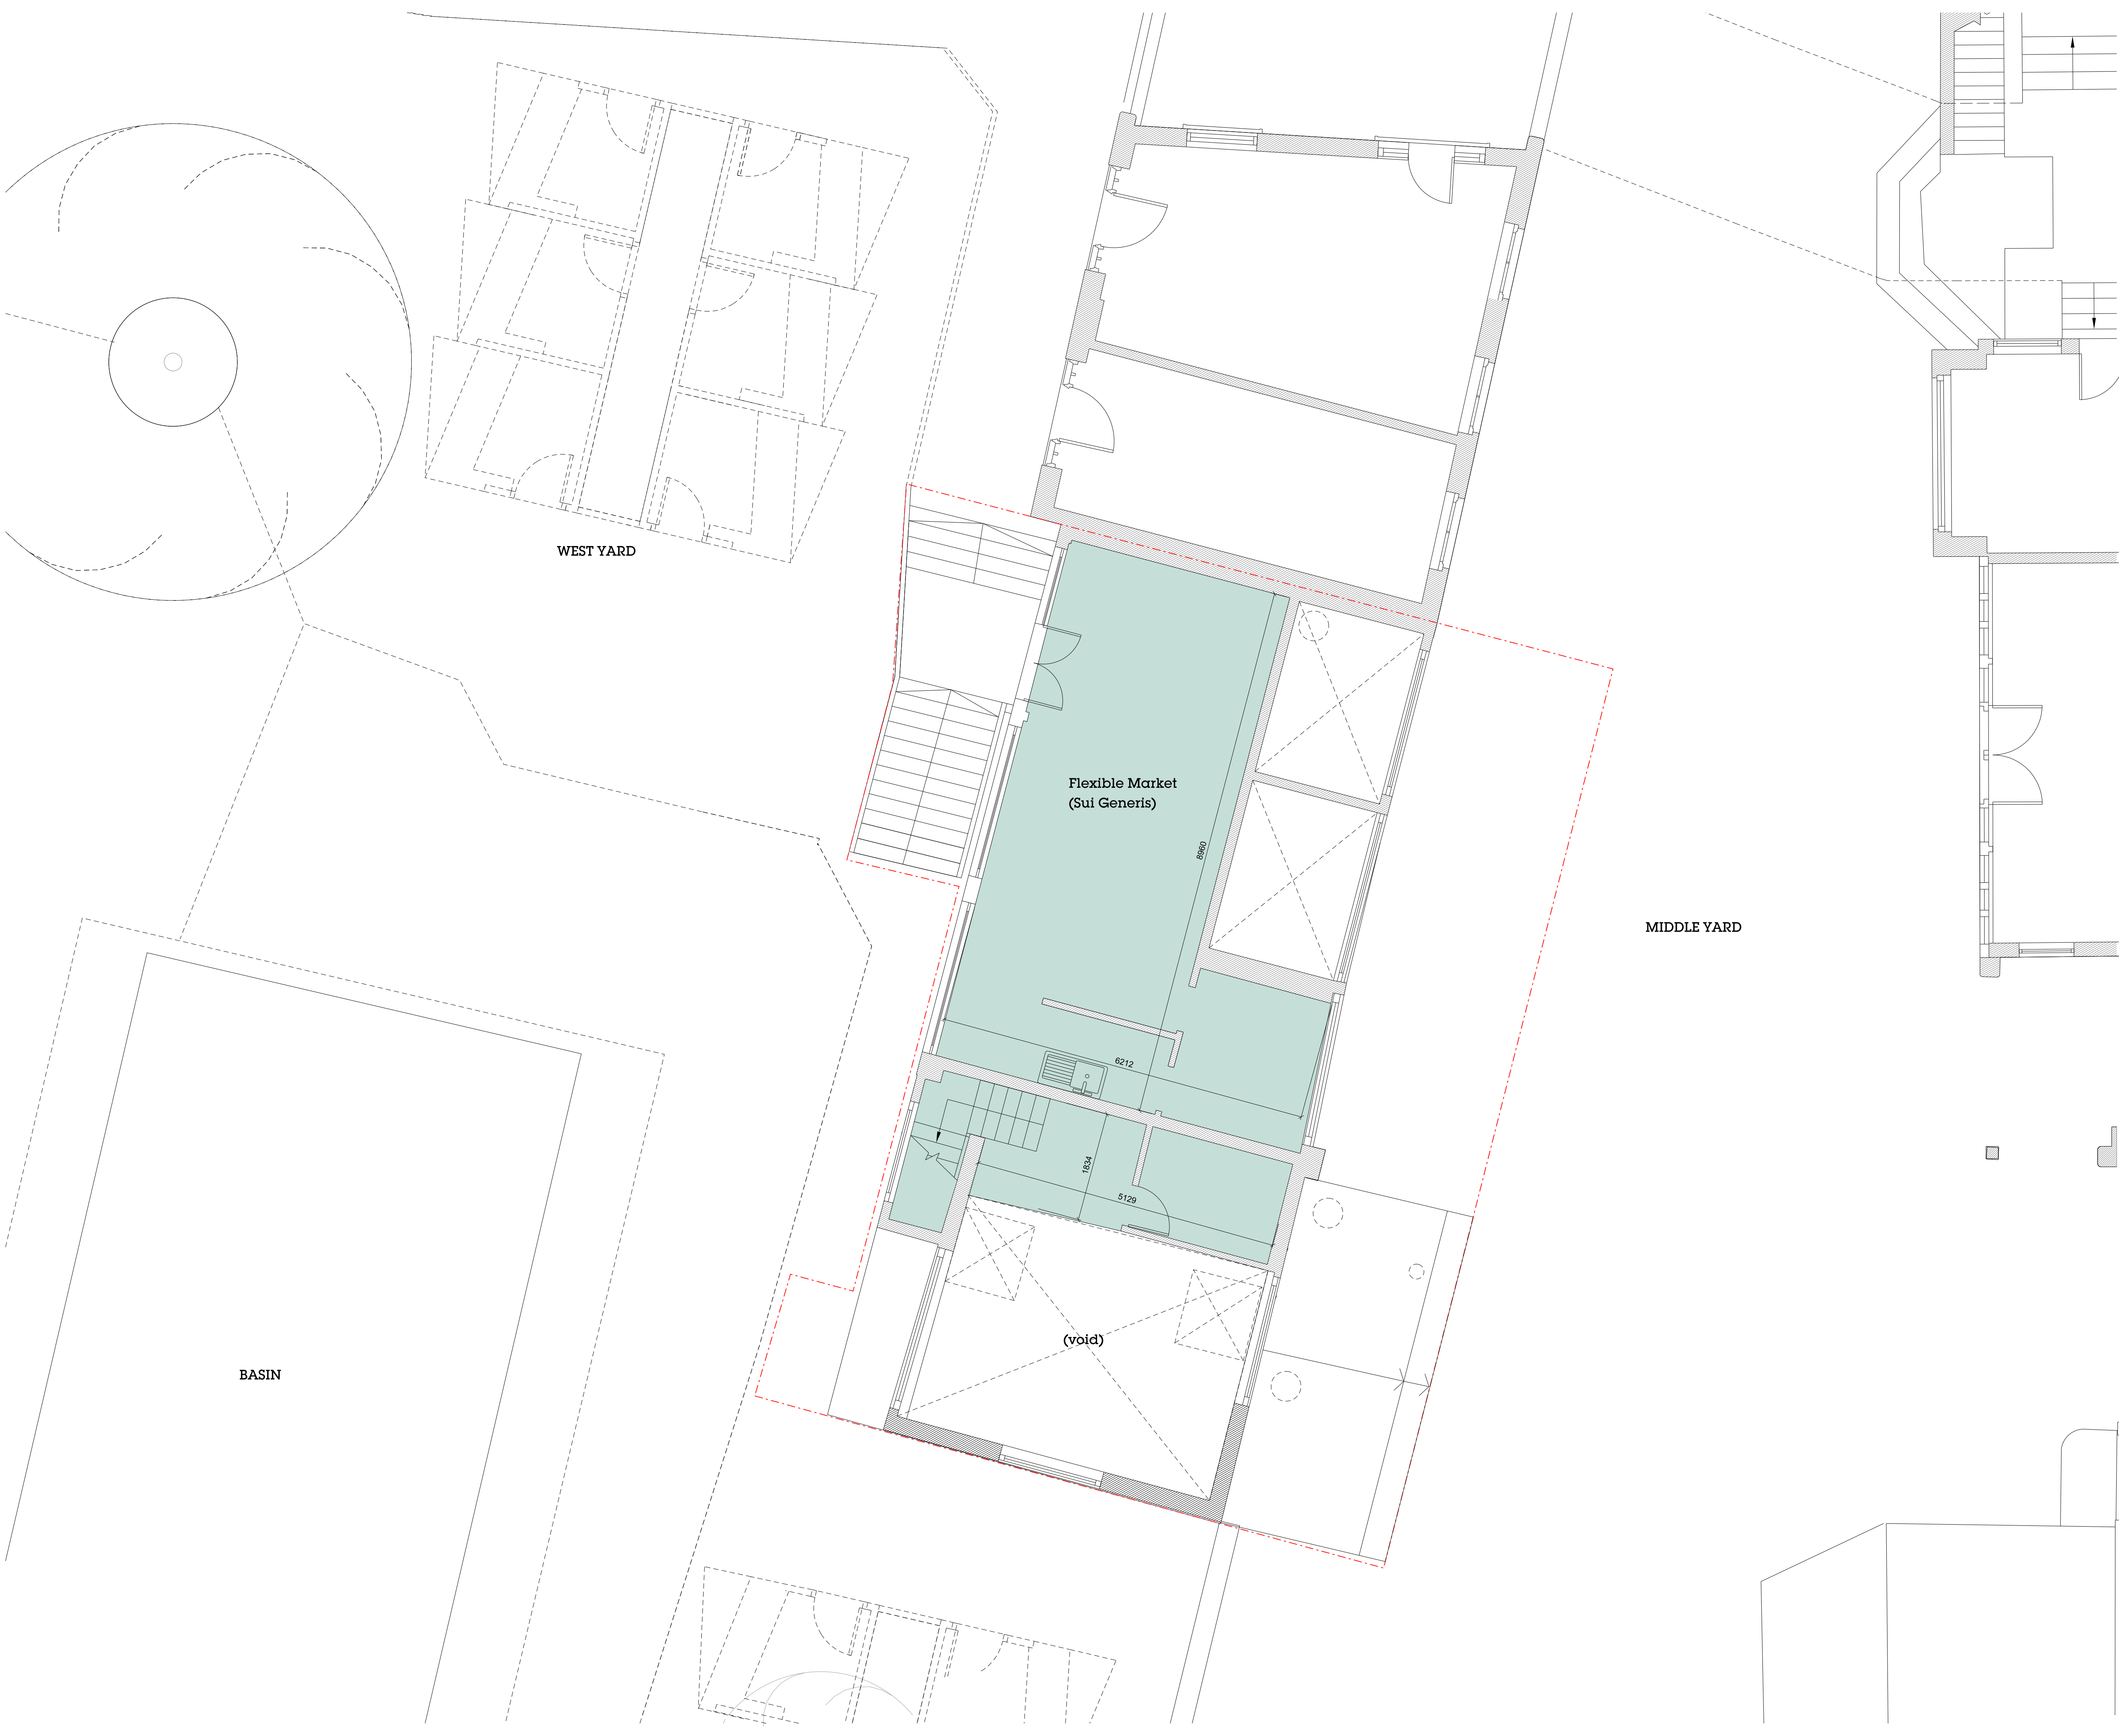 WEST YARD
Flexible Market
(Sui Generis)
8960
MIDDLE YARD
6212
1834
5129
(void)
BASIN